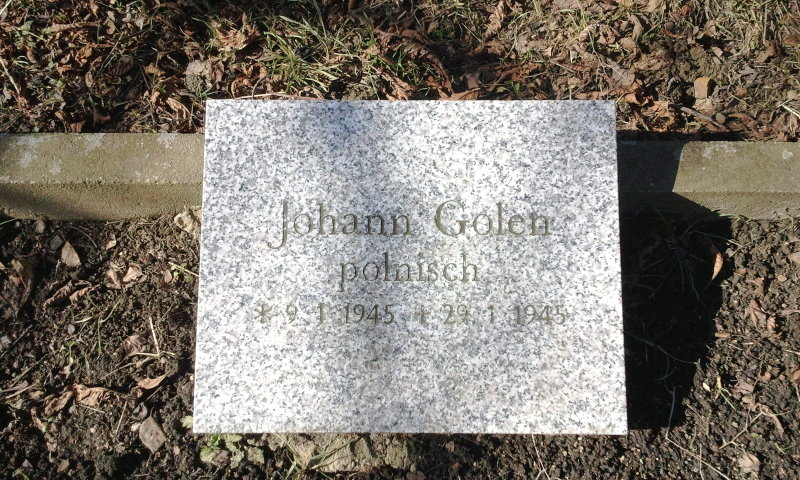 Johann Golen
polnisch
* 9 1 1945 † 29 1 1945